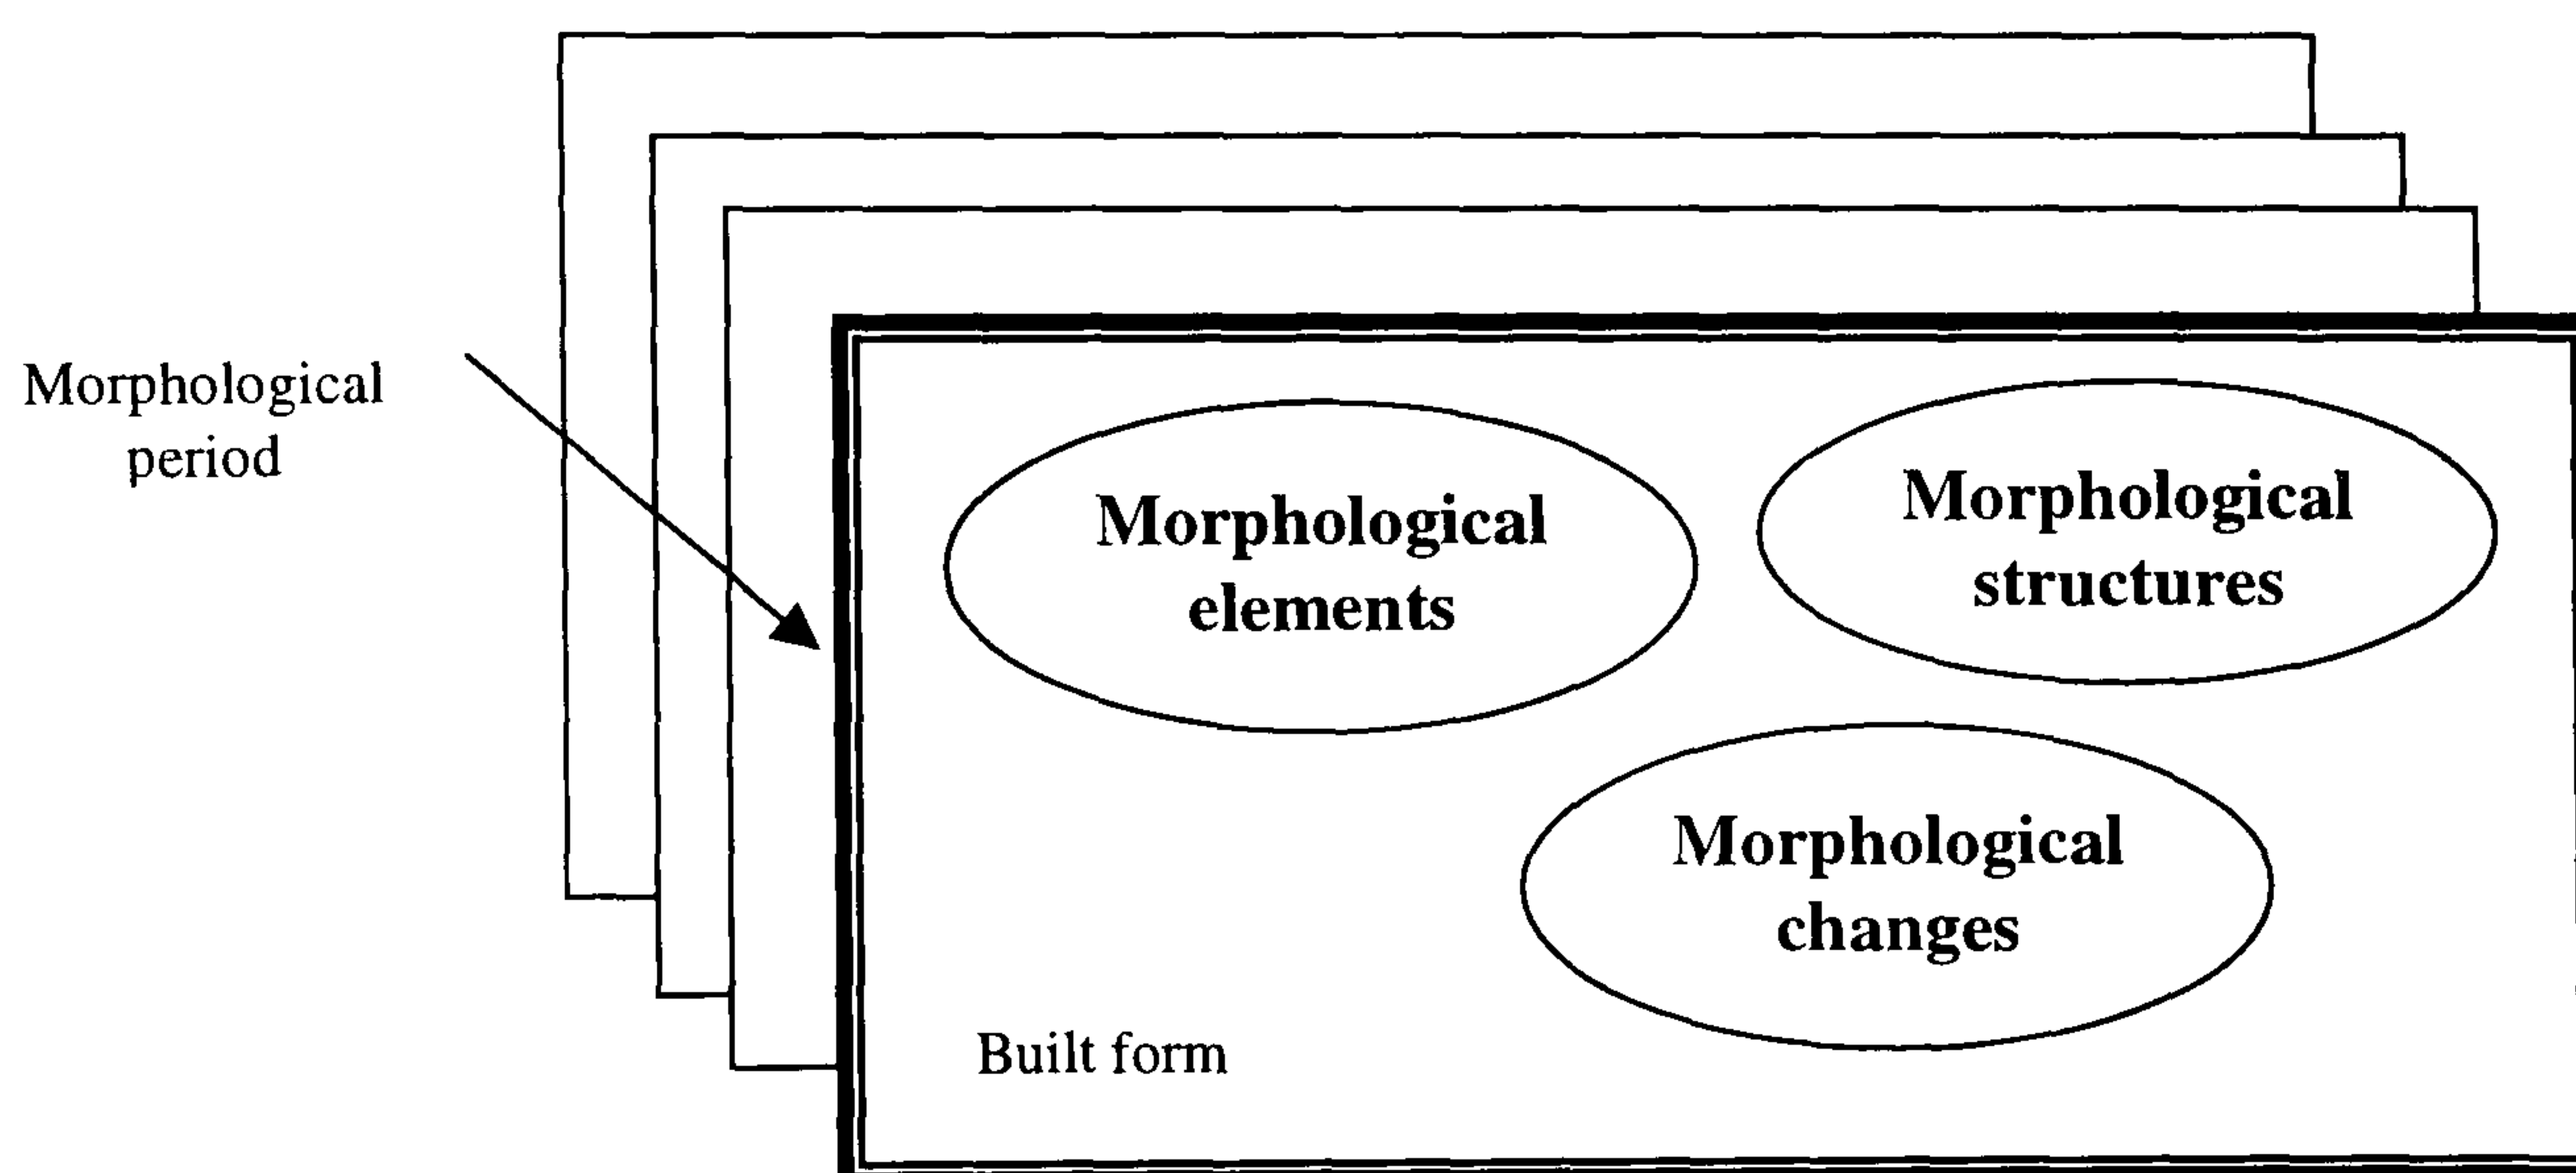 Morphological
period
Morphological
elements
Morphological
structures
Morphological
changes
Built form